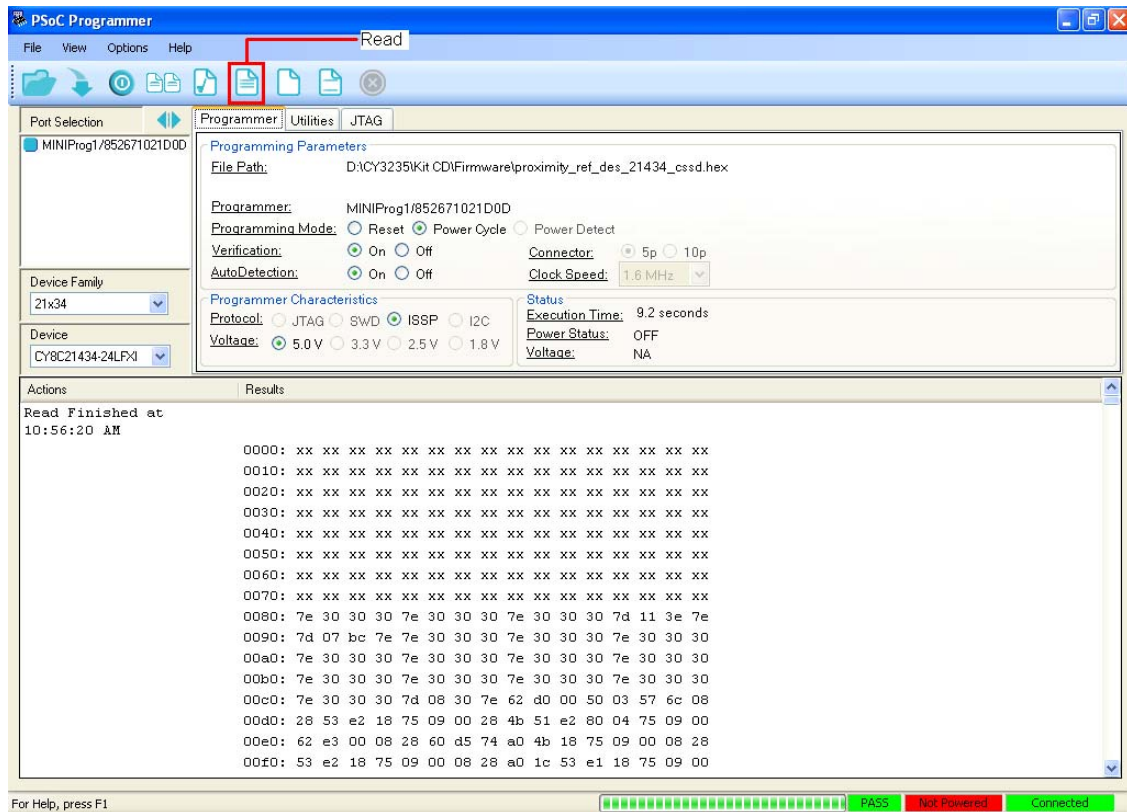 PSoC Programmer
File View Options Help
Read
Port Selection
MINIProg1/852671021D0D
Programmer Utilities JTAG
Programming Parameters
File Path: D:\CY3235\Kit CD\Firmware\proximity_ref_des_21434_cssd.hex
Programmer: MINIProg1/852671021D0D
Programming Mode: Reset Power Cycle Power Detect
Verification: On Off Connector: 5p 10p
AutoDetection: On Off Clock Speed: 1.6 MHz
Device Family
21x34
Device
CY8C21434-24LFXI
Programmer Characteristics
Protocol: JTAG SWD ISSP I2C
Voltage: 5.0 V 3.3 V 2.5 V 1.8 V
Status
Execution Time: 9.2 seconds
Power Status: OFF
Voltage: NA
Actions Results
Read Finished at
10:56:20 AM
0000: xx xx xx xx xx xx xx xx xx xx xx xx xx xx xx xx
0010: xx xx xx xx xx xx xx xx xx xx xx xx xx xx xx xx
0020: xx xx xx xx xx xx xx xx xx xx xx xx xx xx xx xx
0030: xx xx xx xx xx xx xx xx xx xx xx xx xx xx xx xx
0040: xx xx xx xx xx xx xx xx xx xx xx xx xx xx xx xx
0050: xx xx xx xx xx xx xx xx xx xx xx xx xx xx xx xx
0060: xx xx xx xx xx xx xx xx xx xx xx xx xx xx xx xx
0070: xx xx xx xx xx xx xx xx xx xx xx xx xx xx xx xx
0080: 7e 30 30 30 7e 30 30 30 7e 30 30 30 7d 11 3e 7e
0090: 7d 07 bc 7e 7e 30 30 30 7e 30 30 30 7e 30 30 30
00a0: 7e 30 30 30 7e 30 30 30 7e 30 30 30 7e 30 30 30
00b0: 7e 30 30 30 7e 30 30 30 7e 30 30 30 7e 30 30 30
00c0: 7e 30 30 30 7d 08 30 7e 62 d0 00 50 03 57 6c 08
00d0: 28 53 e2 18 75 09 00 28 4b 51 e2 80 04 75 09 00
00e0: 62 e3 00 08 28 60 d5 74 a0 4b 18 75 09 00 08 28
00f0: 53 e2 18 75 09 00 08 28 a0 1c 53 e1 18 75 09 00
For Help, press F1 PASS Not Powered Connected